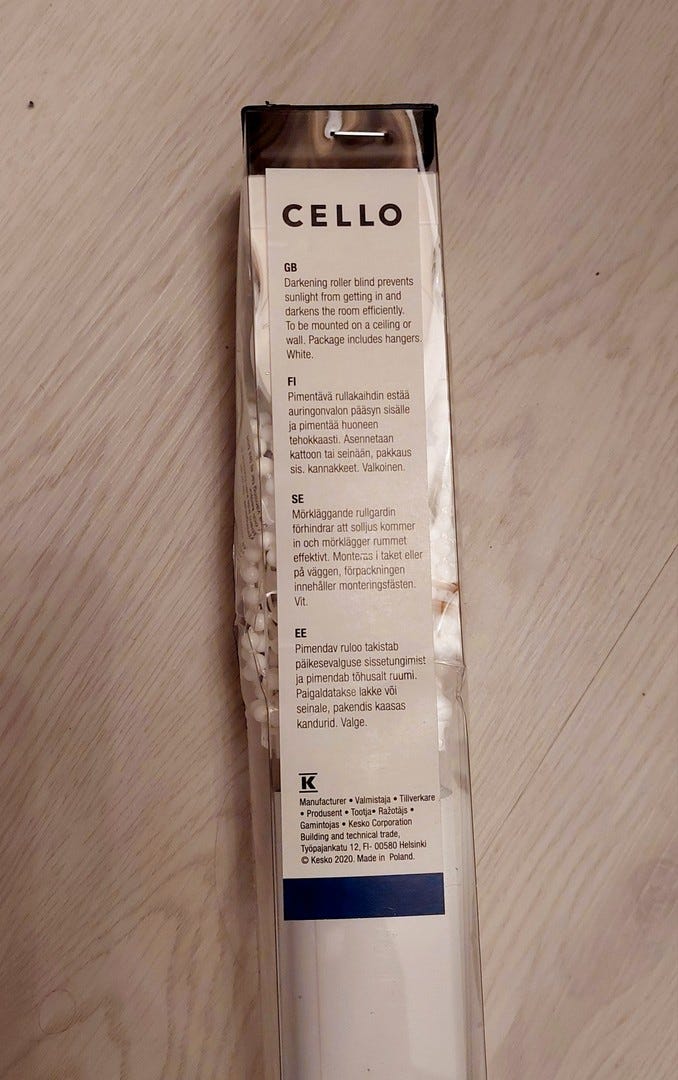 CELLO
GB
Darkening roller blind prevents
sunlight from getting in and
darkens the room efficiently.
To be mounted on a ceiling or
wall. Package includes hangers.
White.
FI
Pimentävä rullakaihdin estää
auringonvalon pääsyn sisälle
ja pimentää huoneen
tehokkaasti. Asennetaan
kattoon tai seinään, pakkaus
sis. kannakkeet. Valkoinen.
SE
Mörkläggande rullgardin
förhindrar att solljus kommer
in och mörklägger rummet
effektivt. Monteras i taket eller
på väggen, förpackningen
innehåller monteringsfästen.
Vit.
EE
Pimendav ruloo takistab
päikesevalguse sissetungimist
ja pimendab tõhusalt ruumi.
Paigaldatakse lakke või
seinale, pakendis kaasas
kandurid. Valge.
K
Manufacturer • Valmistaja • Tillverkare
• Produsent • Tootja• Ražotājs •
Gamintojas • Kesko Corporation
Building and technical trade,
Työpajankatu 12, FI- 00580 Helsinki
© Kesko 2020. Made in Poland.